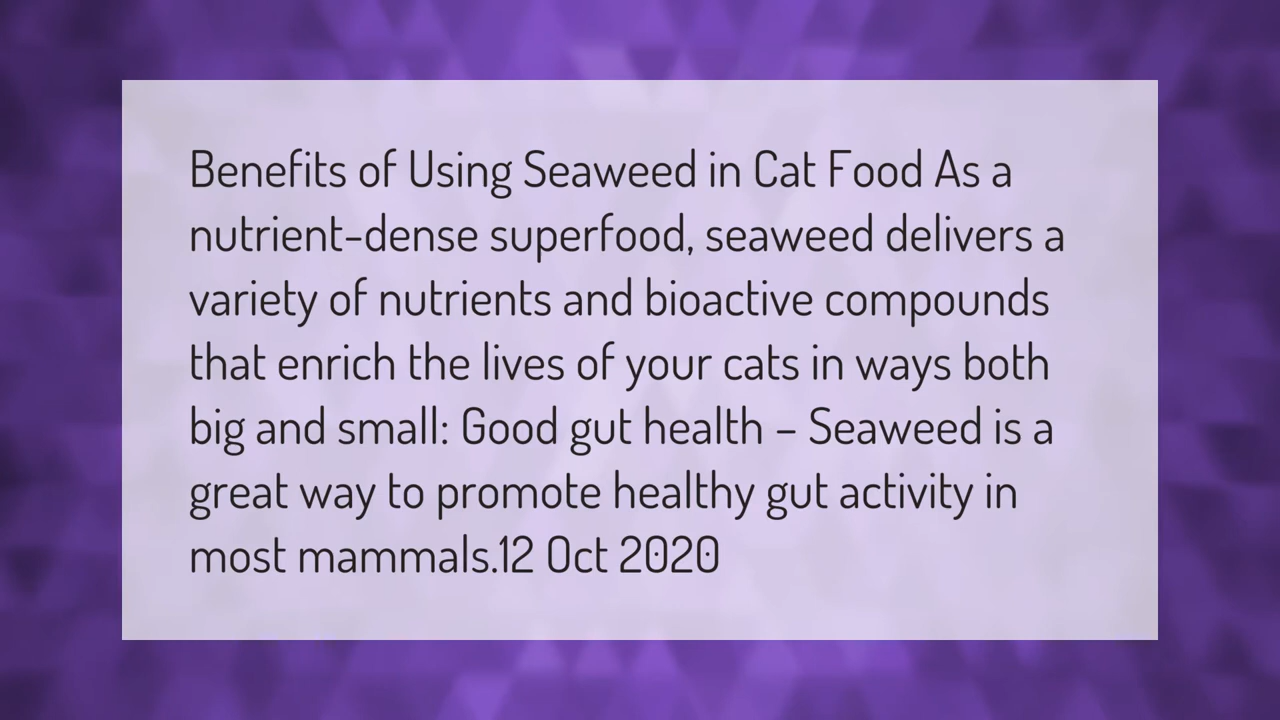 Benefits of Using Seaweed in Cat Food As a
nutrient-dense superfood, seaweed delivers a
variety of nutrients and bioactive compounds
that enrich the lives of your cats in ways both
big and small: Good gut health – Seaweed is a
great way to promote healthy gut activity in
most mammals.12 Oct 2020